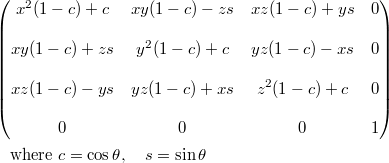 x²(1 − c) + c   xy(1 − c) − zs   xz(1 − c) + ys   0
xy(1 − c) + zs   y²(1 − c) + c   yz(1 − c) − xs   0
xz(1 − c) − ys   yz(1 − c) + xs   z²(1 − c) + c   0
0   0   0   1
where c = cos θ,   s = sin θ